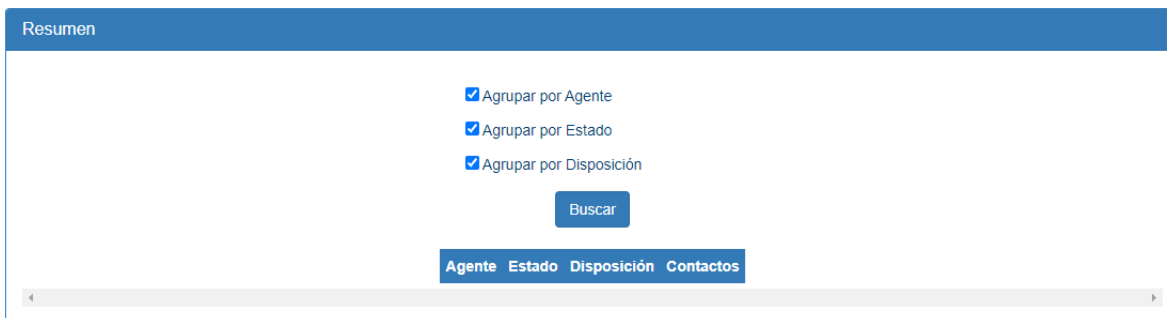 Resumen
Agrupar por Agente
Agrupar por Estado
Agrupar por Disposición
Buscar
Agente Estado Disposición Contactos